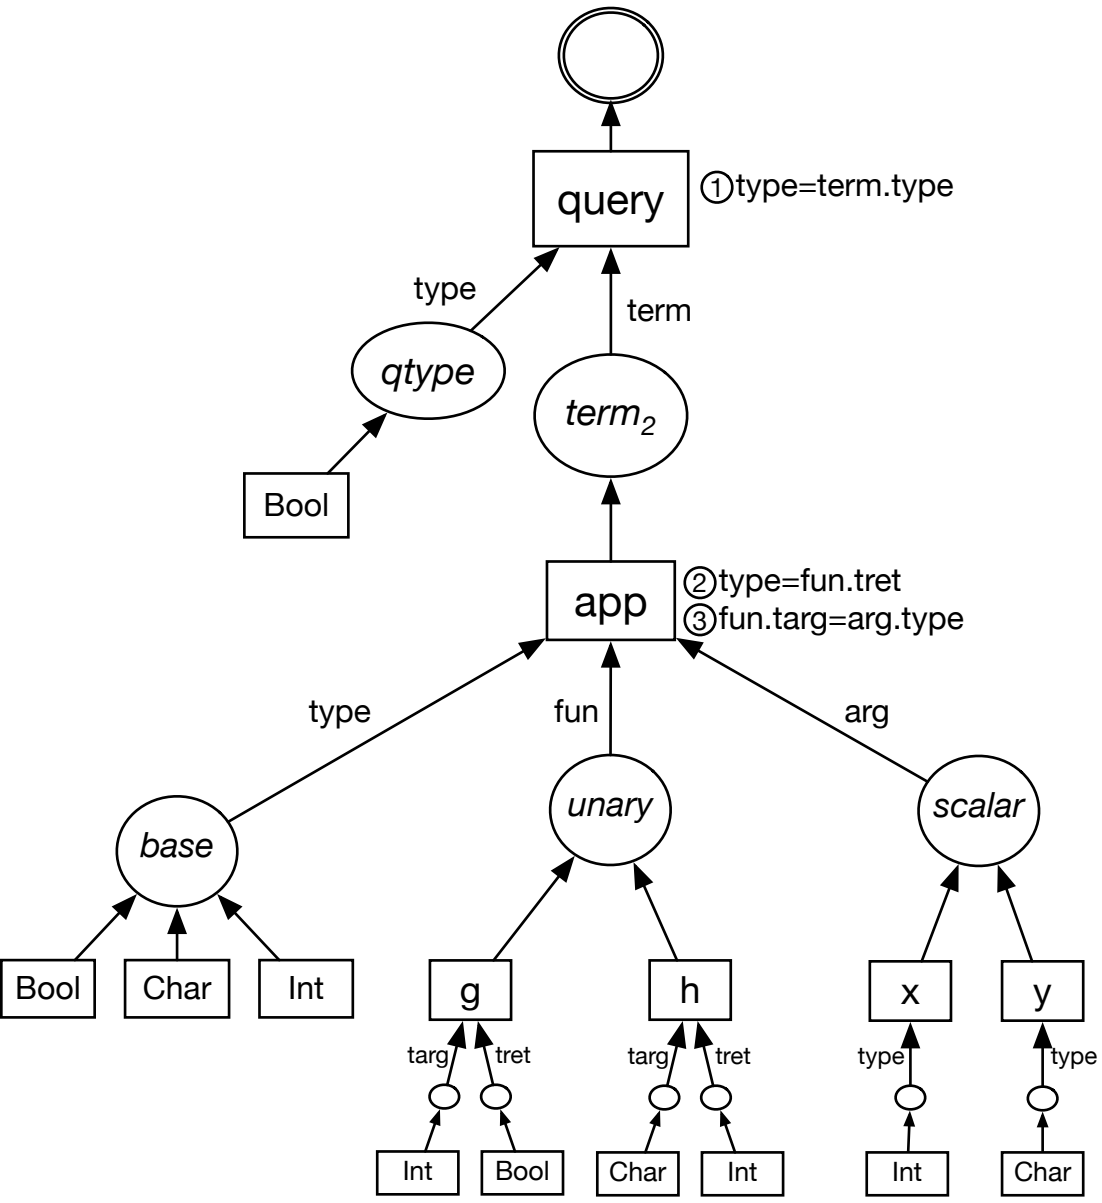 query
①type=term.type
type
term
qtype
term2
Bool
app
②type=fun.tret
③fun.targ=arg.type
type
fun
arg
base
unary
scalar
Bool
Char
Int
g
h
x
y
targ
tret
targ
tret
type
type
Int
Bool
Char
Int
Int
Char